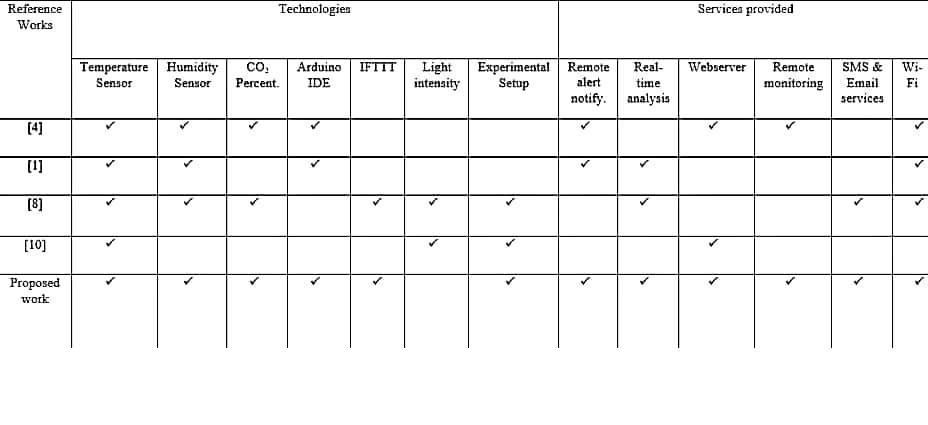 Reference Works Technologies Services provided
Temperature Sensor Humidity Sensor CO₂ Percent. Arduino IDE IFTTT Light intensity Experimental Setup Remote alert notify. Real-time analysis Webserver Remote monitoring SMS & Email services Wi-Fi
[4] ✓ ✓ ✓ ✓ ✓ ✓ ✓ ✓
[1] ✓ ✓ ✓ ✓ ✓ ✓
[8] ✓ ✓ ✓ ✓ ✓ ✓ ✓ ✓ ✓
[10] ✓ ✓ ✓ ✓
Proposed work ✓ ✓ ✓ ✓ ✓ ✓ ✓ ✓ ✓ ✓ ✓ ✓